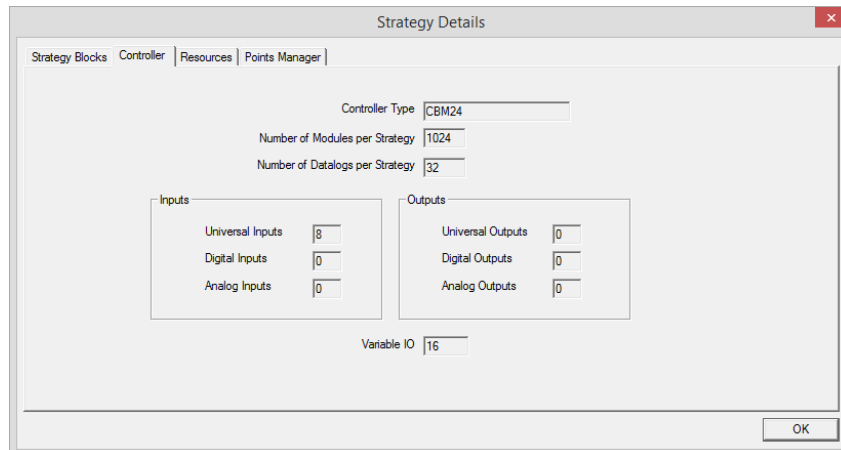 Strategy Details
x
Strategy Blocks Controller Resources Points Manager
Controller Type CBM24
Number of Modules per Strategy 1024
Number of Datalogs per Strategy 32
Inputs Outputs
Universal Inputs 8 Universal Outputs 0
Digital Inputs 0 Digital Outputs 0
Analog Inputs 0 Analog Outputs 0
Variable IO 16
OK